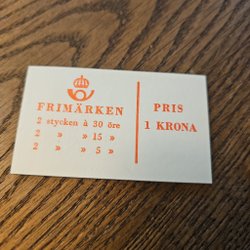 FRIMÄRKEN
2 stycken à 30 öre
2 » » 15 »
2 » » 5 »
PRIS
1 KRONA